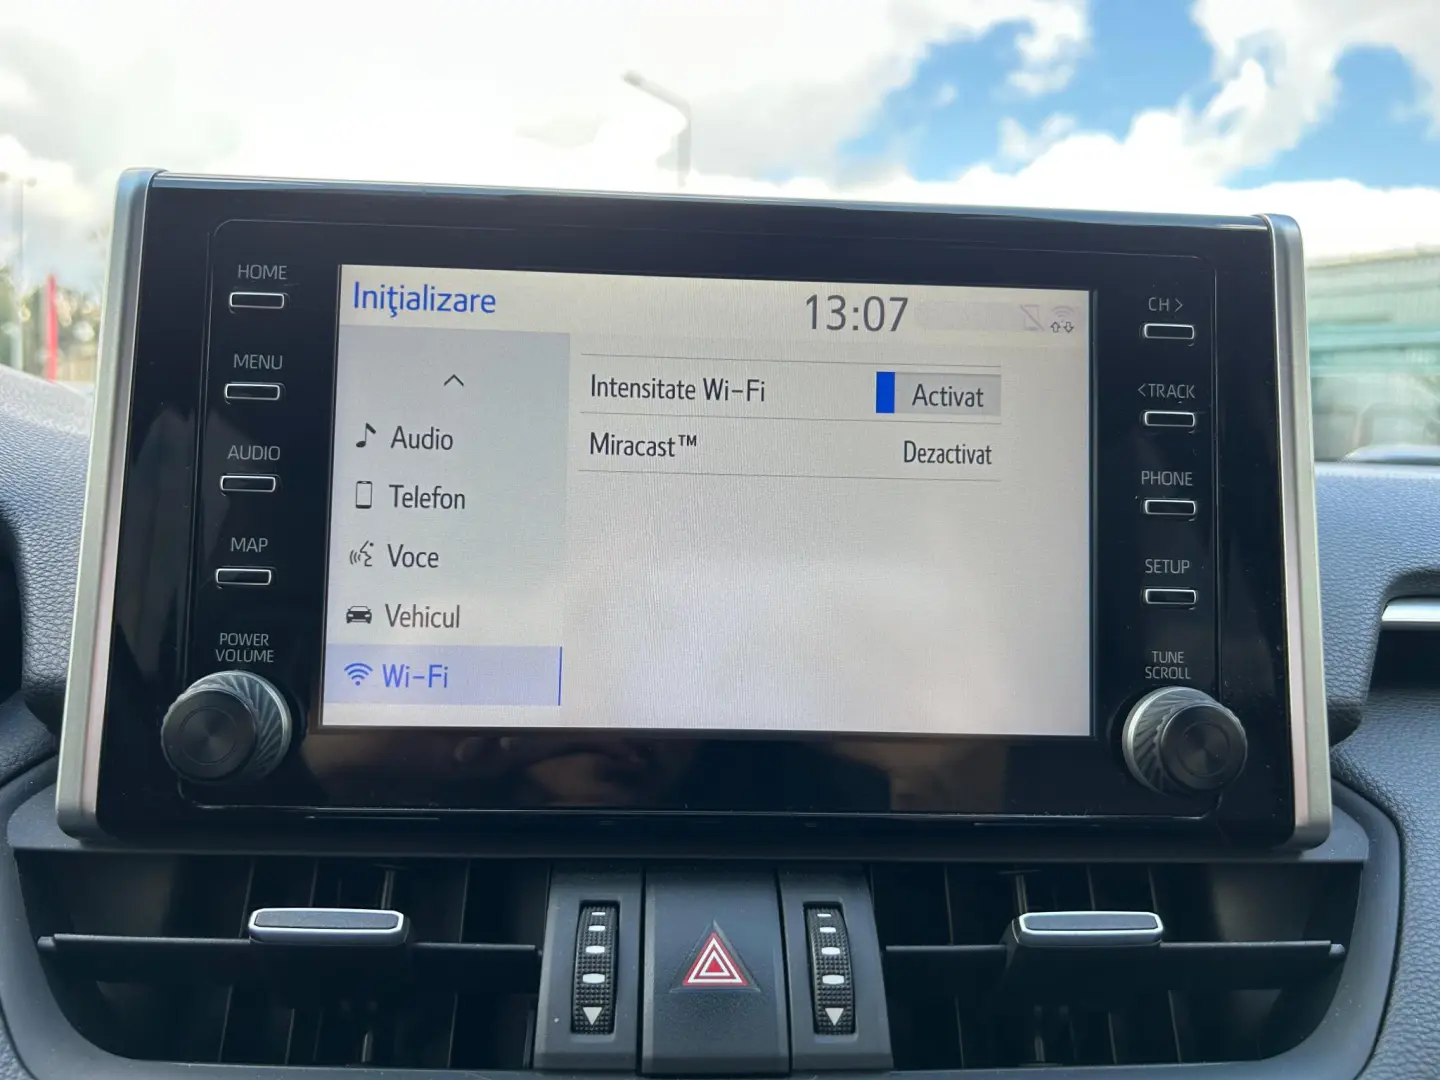 HOME
MENU
AUDIO
MAP
POWER
VOLUME
Iniţializare
13:07
Audio
Telefon
Voce
Vehicul
Wi-Fi
Intensitate Wi-Fi
Activat
Miracast™
Dezactivat
CH >
<TRACK
PHONE
SETUP
TUNE
SCROLL